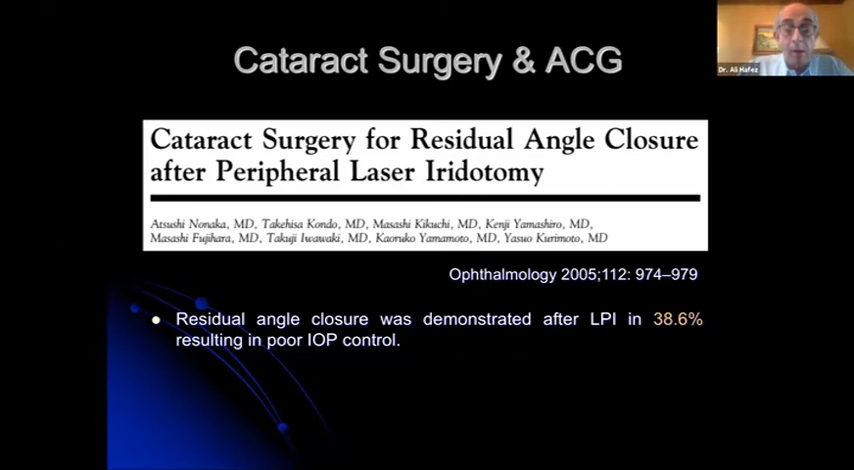 Dr. Ali Hafez
Cataract Surgery & ACG
Cataract Surgery for Residual Angle Closure
after Peripheral Laser Iridotomy
Atsushi Nonaka, MD, Takehisa Kondo, MD, Masashi Kikuchi, MD, Kenji Yamashiro, MD,
Masashi Fujihara, MD, Takuji Iwawaki, MD, Kaoruko Yamamoto, MD, Yasuo Kurimoto, MD
Ophthalmology 2005;112: 974–979
Residual angle closure was demonstrated after LPI in 38.6%
resulting in poor IOP control.